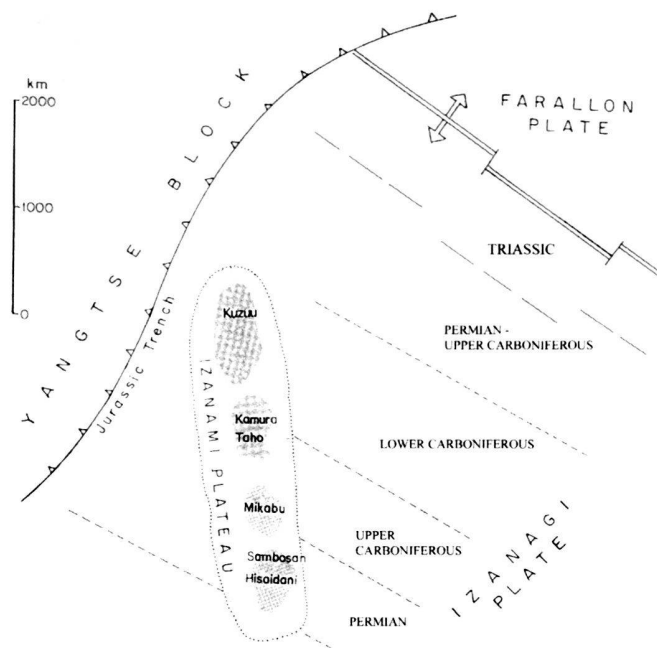 km
2000
1000
0
YANGTSE BLOCK
Jurassic Trench
FARALLON
PLATE
TRIASSIC
PERMIAN -
UPPER CARBONIFEROUS
LOWER CARBONIFEROUS
UPPER
CARBONIFEROUS
PERMIAN
IZANAGI
PLATE
IZANAMI PLATEAU
Kuzuu
Kamura
Taho
Mikabu
Sambosan
Hisoidani